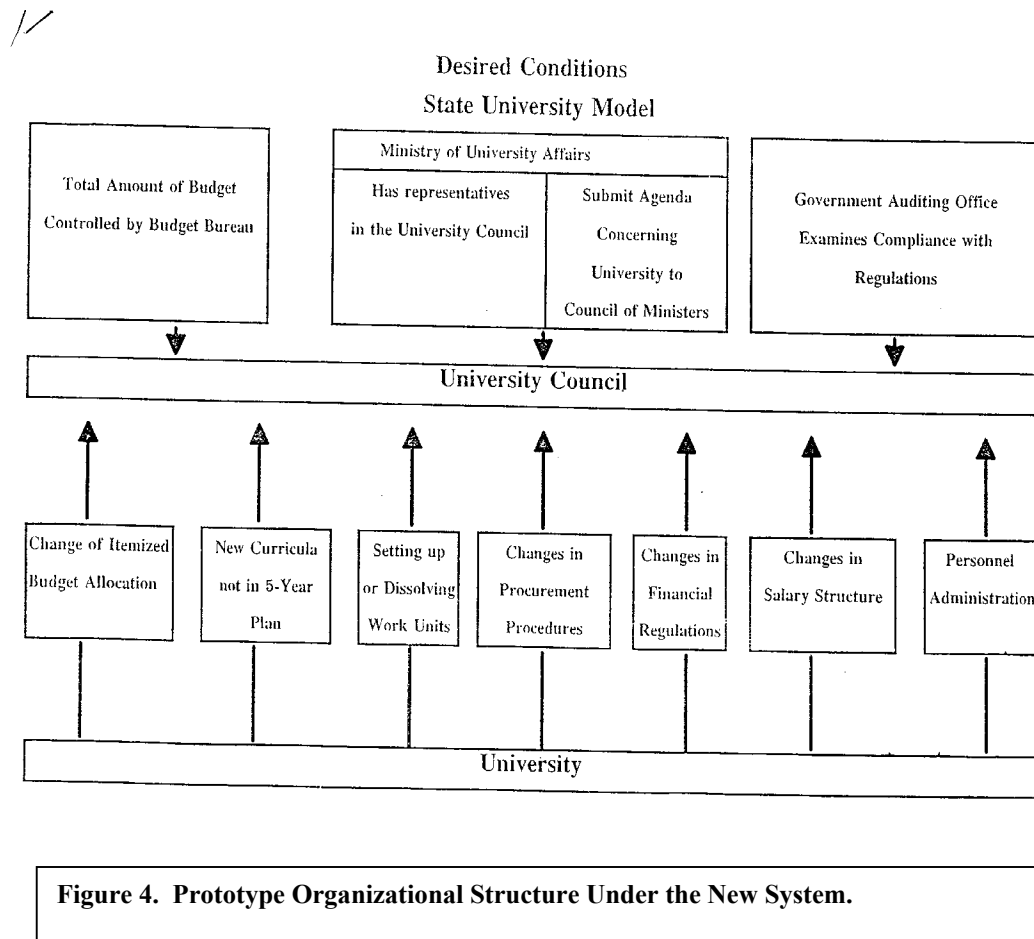 Desired Conditions
State University Model
Total Amount of Budget
Controlled by Budget Bureau
Ministry of University Affairs
Has representatives
in the University Council
Submit Agenda
Concerning
University to
Council of Ministers
Government Auditing Office
Examines Compliance with
Regulations
University Council
Change of Itemized
Budget Allocation
New Curricula
not in 5-Year
Plan
Setting up
or Dissolving
Work Units
Changes in
Procurement
Procedures
Changes in
Financial
Regulations
Changes in
Salary Structure
Personnel
Administration
University
Figure 4. Prototype Organizational Structure Under the New System.